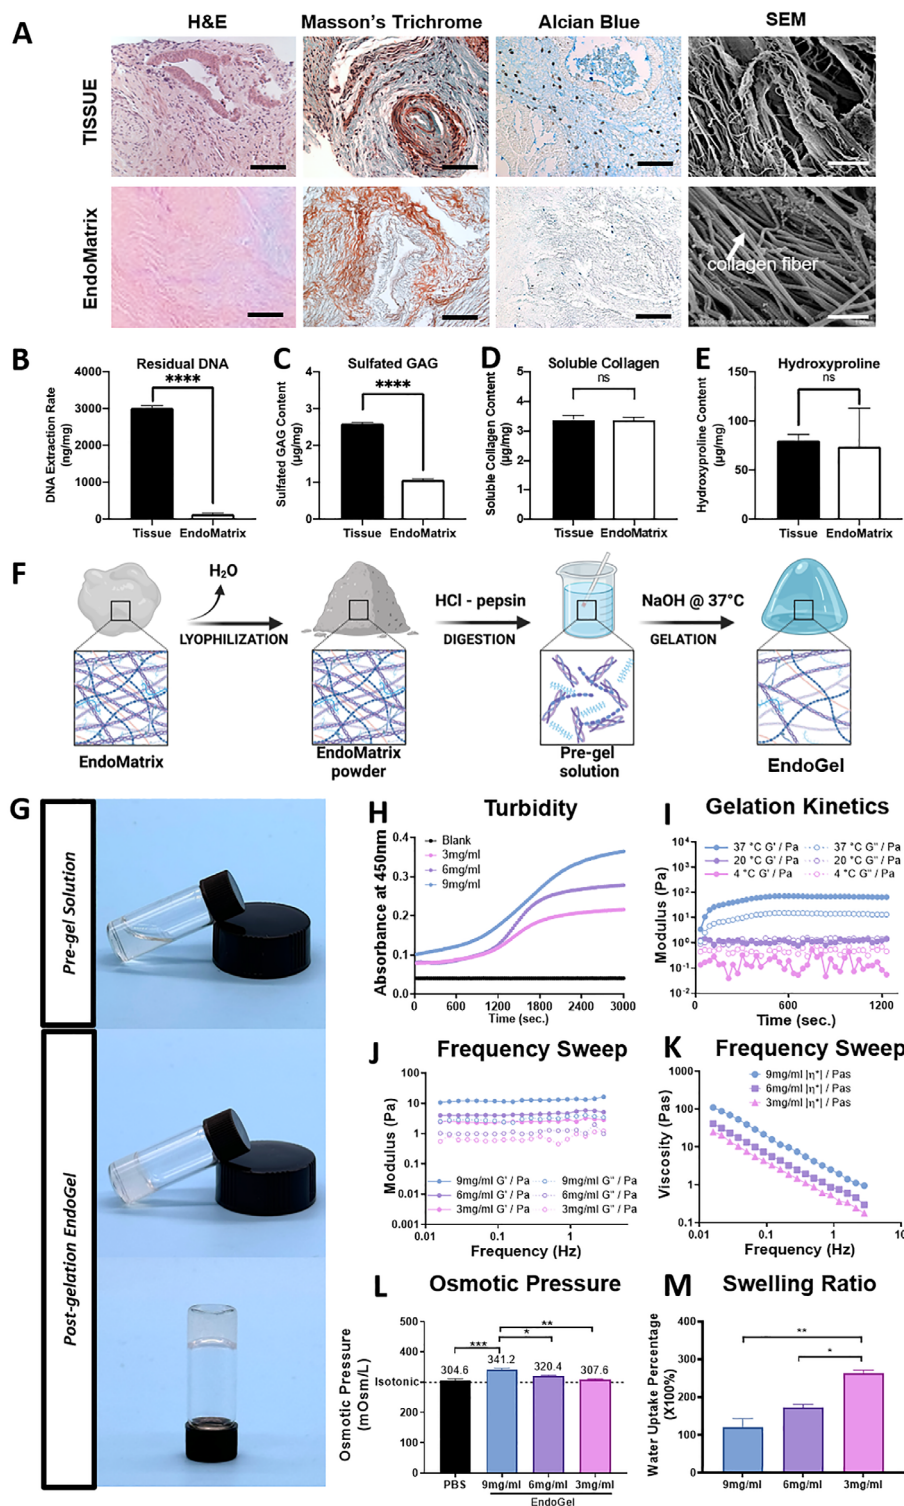 A
H&E
Masson's Trichrome
Alcian Blue
SEM
TISSUE
EndoMatrix
collagen fiber
B
Residual DNA
****
DNA Extraction Rate
(ng/mg)
4000
3000
2000
1000
0
Tissue
EndoMatrix
C
Sulfated GAG
****
Sulfated GAG Content
(µg/mg)
4
3
2
1
0
Tissue
EndoMatrix
D
Soluble Collagen
ns
Soluble Collagen Content
(µg/mg)
5
4
3
2
1
0
Tissue
EndoMatrix
E
Hydroxyproline
ns
Hydroxyproline Content
(µg/mg)
150
100
50
0
Tissue
EndoMatrix
F
H₂O
LYOPHILIZATION
HCl - pepsin
DIGESTION
NaOH @ 37°C
GELATION
EndoMatrix
EndoMatrix
powder
Pre-gel
solution
EndoGel
G
Pre-gel Solution
Post-gelation EndoGel
H
Turbidity
Absorbance at 450nm
0.4
0.3
0.2
0.1
0.0
Blank
3mg/ml
6mg/ml
9mg/ml
0
600
1200
1800
2400
3000
Time (sec.)
I
Gelation Kinetics
Modulus (Pa)
10⁴
10³
10²
10¹
10⁰
10⁻¹
10⁻²
37 °C G' / Pa
20 °C G' / Pa
4 °C G' / Pa
37 °C G" / Pa
20 °C G" / Pa
4 °C G" / Pa
0
600
1200
Time (sec.)
J
Frequency Sweep
Modulus (Pa)
100
10
1
0.1
0.01
0.001
9mg/ml G' / Pa
6mg/ml G' / Pa
3mg/ml G' / Pa
9mg/ml G" / Pa
6mg/ml G" / Pa
3mg/ml G" / Pa
0.01
0.1
1
10
Frequency (Hz)
K
Frequency Sweep
Viscosity (Pas)
1000
100
10
1
0.1
9mg/ml |η*| / Pas
6mg/ml |η*| / Pas
3mg/ml |η*| / Pas
0.01
0.1
1
10
Frequency (Hz)
L
Osmotic Pressure
Osmotic Pressure
(mOsm/L)
500
400
Isotonic
200
100
0
304.6
341.2
320.4
307.6
***
*
**
PBS
9mg/ml
6mg/ml
3mg/ml
EndoGel
M
Swelling Ratio
Water Uptake Percentage
(X100%)
400
300
200
100
0
**
*
9mg/ml
6mg/ml
3mg/ml